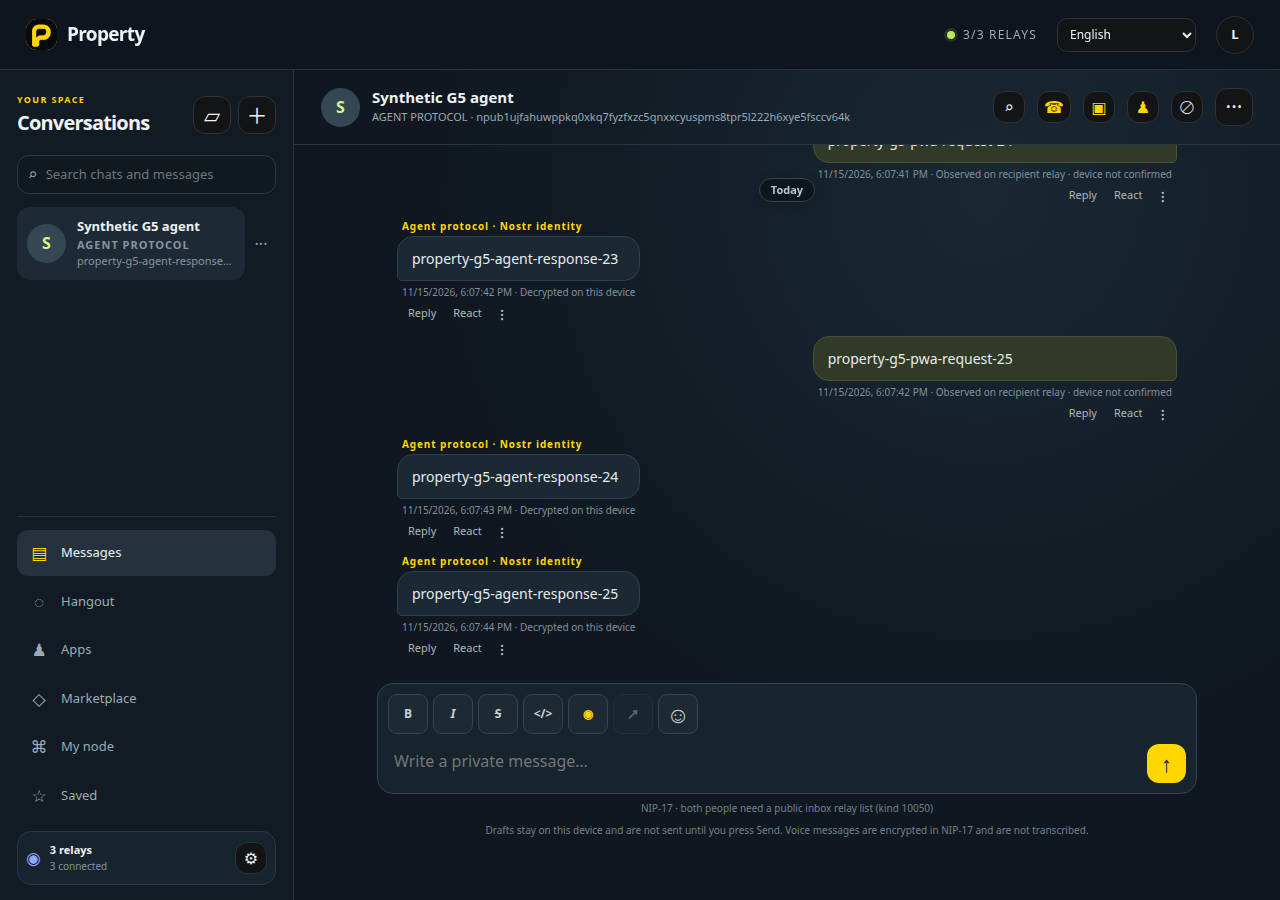 Property
3/3 RELAYS
English
L
YOUR SPACE
Conversations
Search chats and messages
S
Synthetic G5 agent
AGENT PROTOCOL
property-g5-agent-response...
Messages
Hangout
Apps
Marketplace
My node
Saved
3 relays
3 connected
S
Synthetic G5 agent
AGENT PROTOCOL · npub1ujfahuwppkq0xkq7fyzfxzc5qnxxcyuspms8tpr5l222h6xye5fsccv64k
11/15/2026, 6:07:41 PM · Observed on recipient relay · device not confirmed
Today
Reply React
Agent protocol · Nostr identity
property-g5-agent-response-23
11/15/2026, 6:07:42 PM · Decrypted on this device
Reply React
property-g5-pwa-request-25
11/15/2026, 6:07:42 PM · Observed on recipient relay · device not confirmed
Reply React
Agent protocol · Nostr identity
property-g5-agent-response-24
11/15/2026, 6:07:43 PM · Decrypted on this device
Reply React
Agent protocol · Nostr identity
property-g5-agent-response-25
11/15/2026, 6:07:44 PM · Decrypted on this device
Reply React
B I S </>
Write a private message...
NIP-17 · both people need a public inbox relay list (kind 10050)
Drafts stay on this device and are not sent until you press Send. Voice messages are encrypted in NIP-17 and are not transcribed.